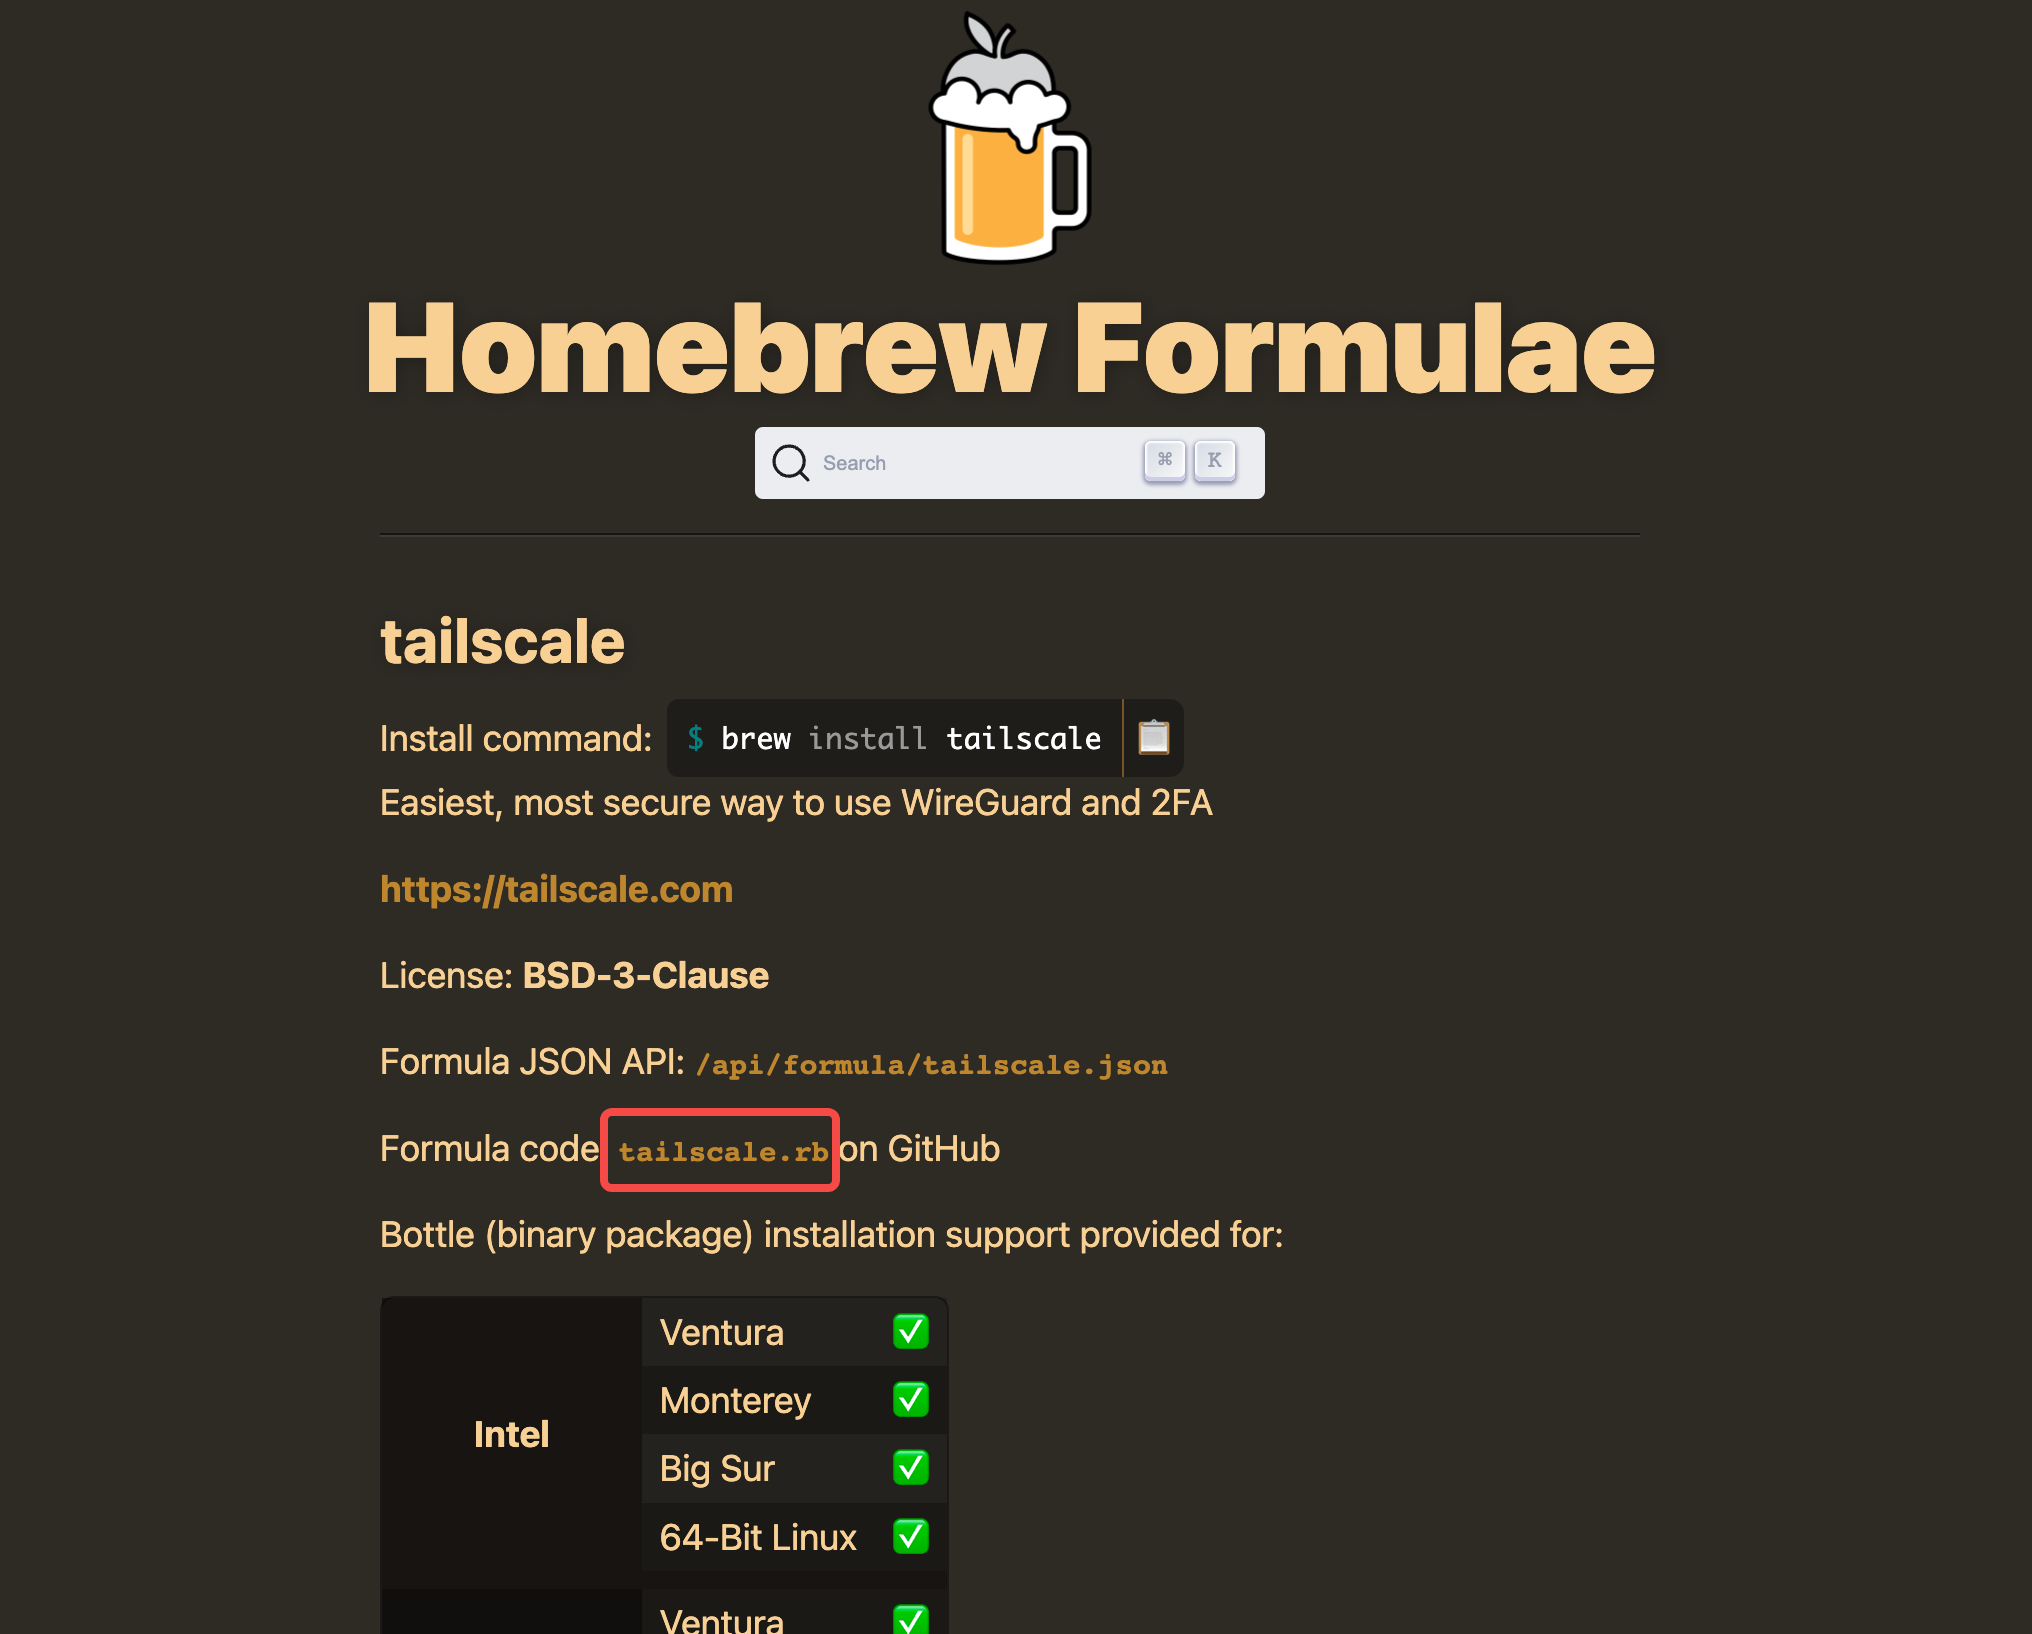 Homebrew Formulae
Search ⌘ K
tailscale
Install command: $ brew install tailscale
Easiest, most secure way to use WireGuard and 2FA
https://tailscale.com
License: BSD-3-Clause
Formula JSON API: /api/formula/tailscale.json
Formula code tailscale.rb on GitHub
Bottle (binary package) installation support provided for:
Intel
Ventura ✅
Monterey ✅
Big Sur ✅
64-Bit Linux ✅
Ventura ✅